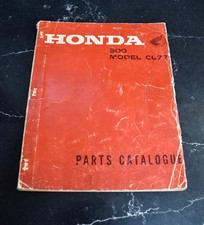 HONDA
300
MODEL CL77
PARTS CATALOGUE